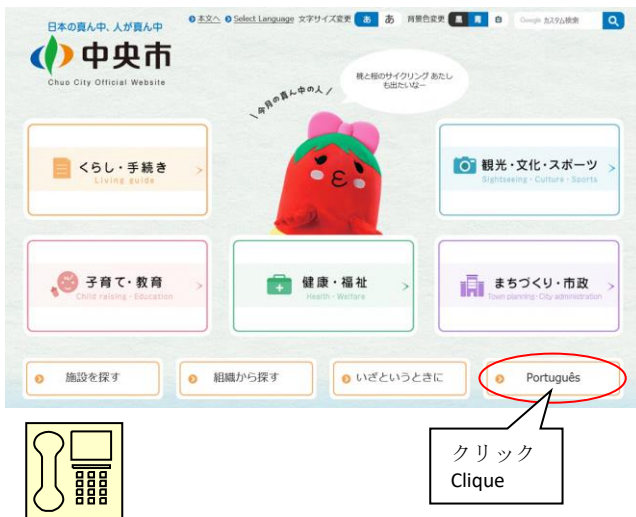 日本の真ん中、人が真ん中
本文へ Select Language 文字サイズ変更 あ あ 背景色変更 黒 青 白 Google カスタム検索
中央市
Chuo City Official Website
今月の真ん中の人
桃と桜のサイクリング あたし
も出たいなー
くらし・手続き
Living guide
観光・文化・スポーツ
Sightseeing・Culture・Sports
子育て・教育
Child raising・Education
健康・福祉
Health・Welfare
まちづくり・市政
Town planning・City administration
施設を探す
組織から探す
いざというときに
Português
クリック
Clique